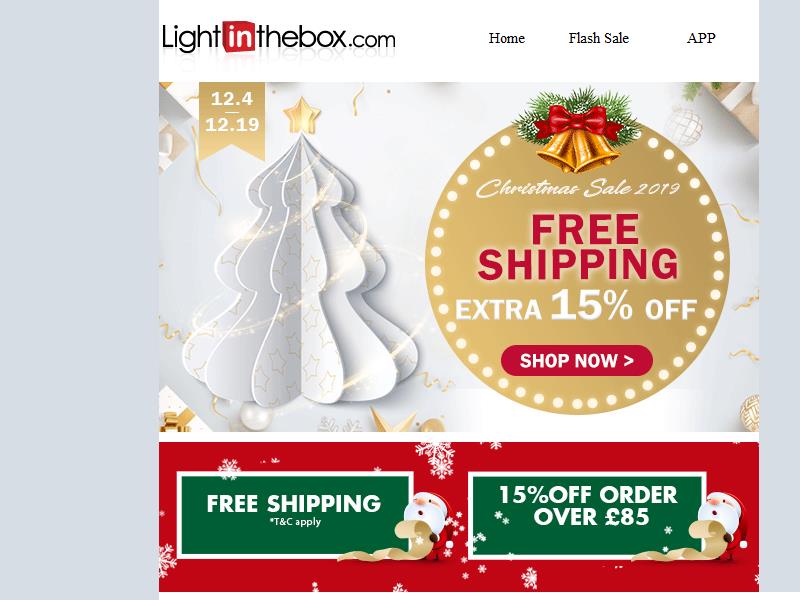 Lightinthebox.com
Home Flash Sale APP
12.4
12.19
Christmas Sale 2019
FREE
SHIPPING
EXTRA 15% OFF
SHOP NOW >
FREE SHIPPING
*T&C apply
15%OFF ORDER
OVER £85